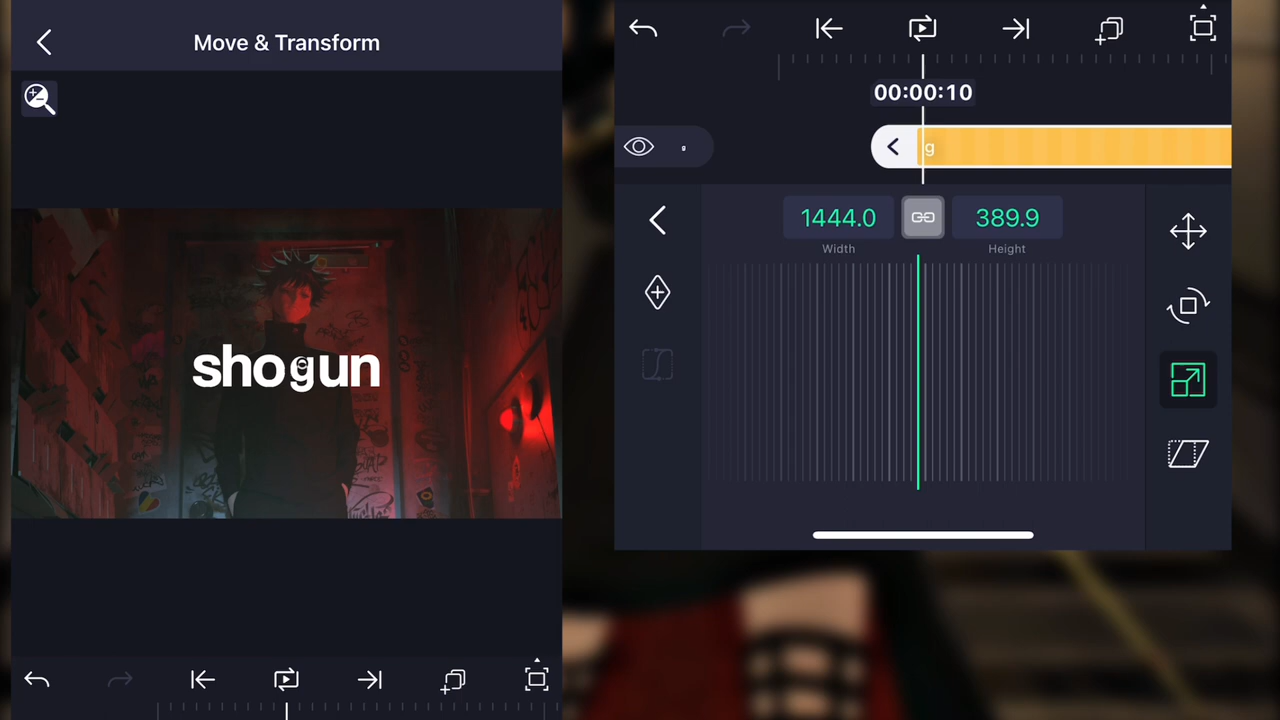 Move & Transform
shogun
00:00:10
g
g
1444.0
389.9
Width
Height